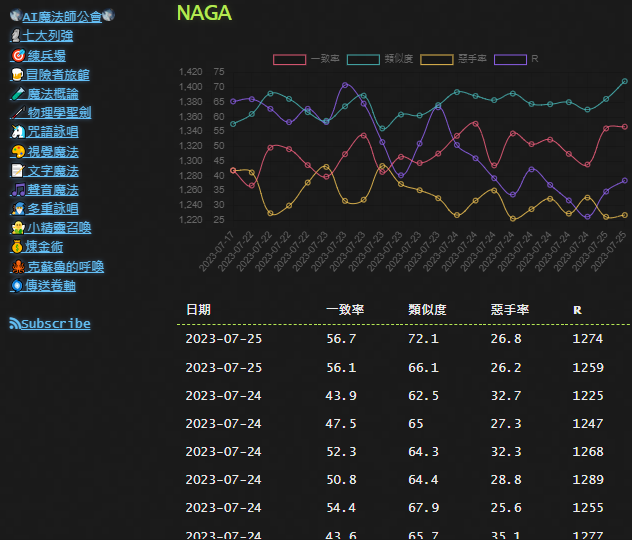 AI魔法師公會
七大列強
練兵場
冒險者旅館
魔法概論
物理學聖劍
咒語詠唱
視覺魔法
文字魔法
聲音魔法
多重詠唱
小精靈召喚
煉金術
克蘇魯的呼喚
傳送卷軸
Subscribe
NAGA
一致率 類似度 惡手率 R
1,420 75
1,400 70
1,380 65
1,360 60
1,340 55
1,320 50
1,300 45
1,280 40
1,260 35
1,240 30
1,220 25
2023-07-17 2023-07-22 2023-07-22 2023-07-22 2023-07-22 2023-07-23 2023-07-23 2023-07-23 2023-07-23 2023-07-23 2023-07-23 2023-07-23 2023-07-24 2023-07-24 2023-07-24 2023-07-24 2023-07-24 2023-07-24 2023-07-24 2023-07-24 2023-07-25 2023-07-25
日期 一致率 類似度 惡手率 R
2023-07-25 56.7 72.1 26.8 1274
2023-07-25 56.1 66.1 26.2 1259
2023-07-24 43.9 62.5 32.7 1225
2023-07-24 47.5 65 27.3 1247
2023-07-24 52.3 64.3 32.3 1268
2023-07-24 50.8 64.4 28.8 1289
2023-07-24 54.4 67.9 25.6 1255
2023-07-24 43.6 65.7 35.1 1277